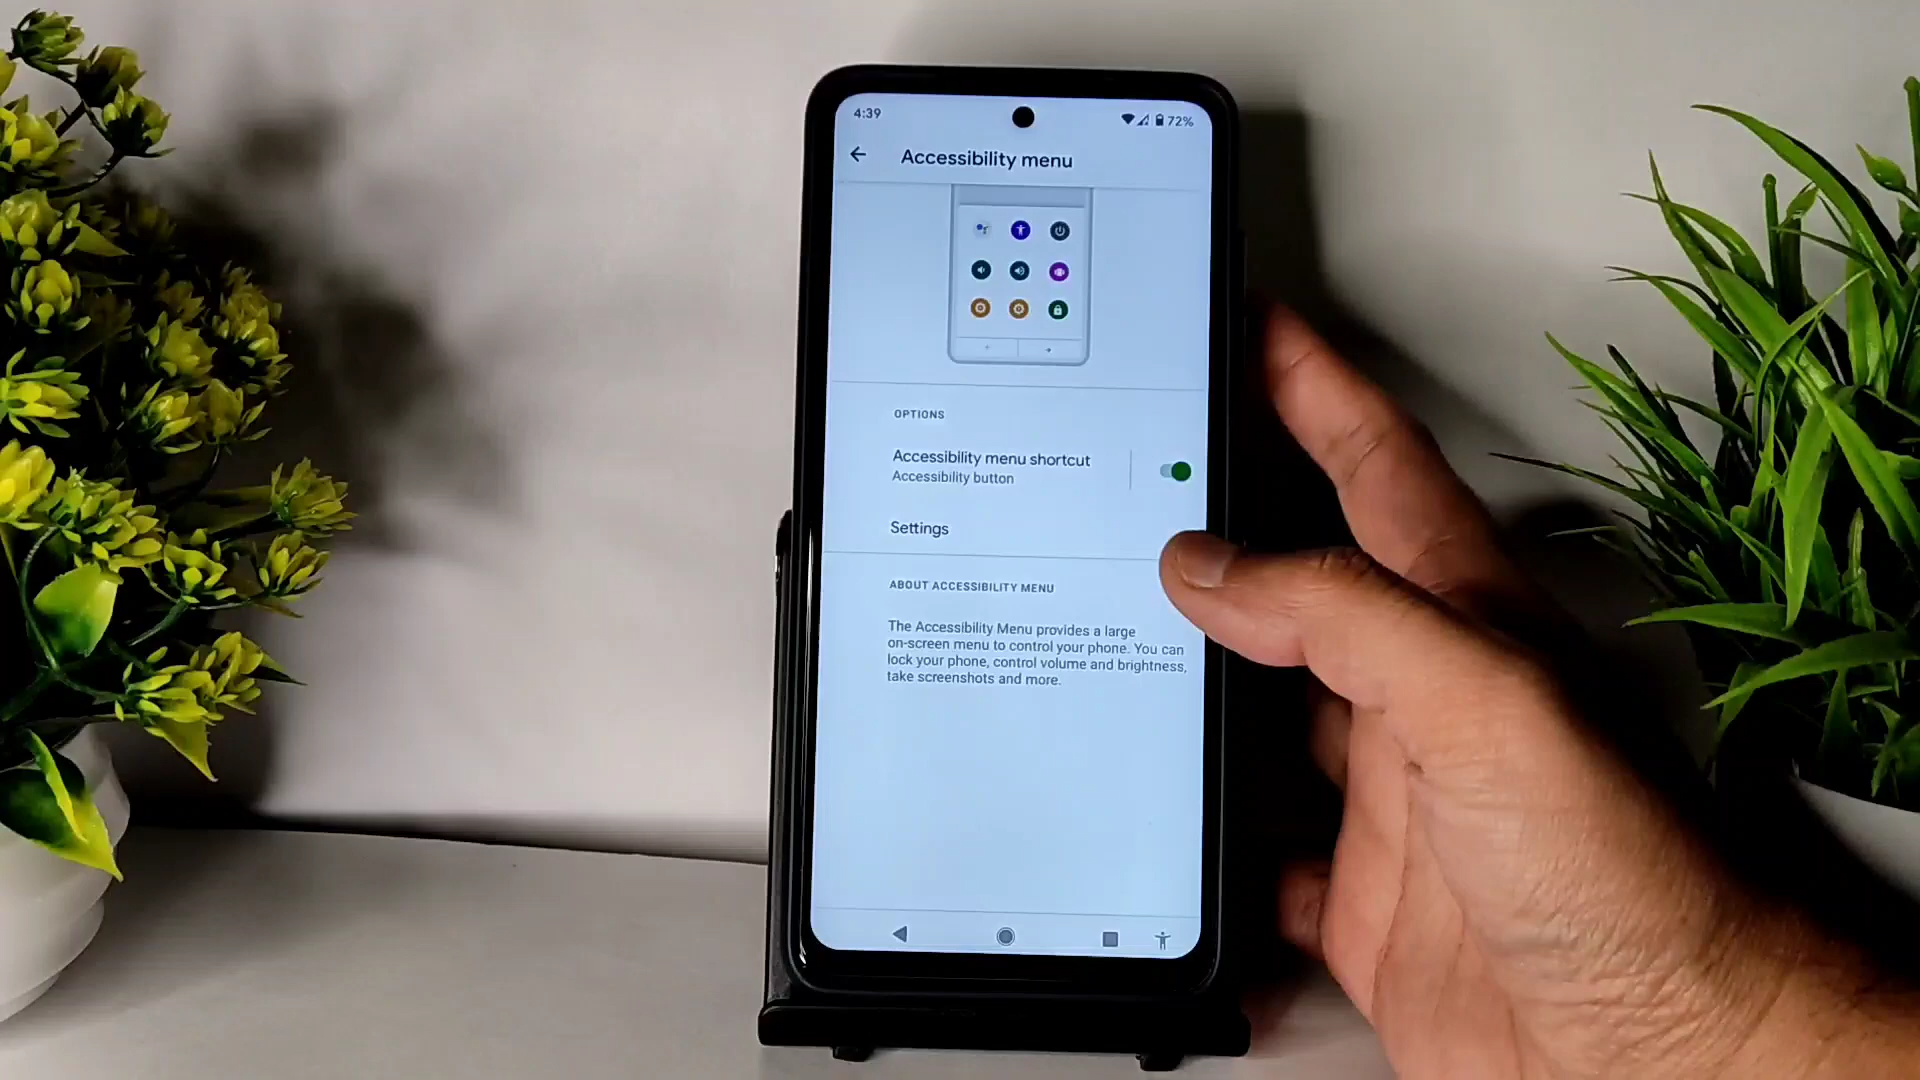 4:39
72%
Accessibility menu
OPTIONS
Accessibility menu shortcut
Accessibility button
Settings
ABOUT ACCESSIBILITY MENU
The Accessibility Menu provides a large
on-screen menu to control your phone. You can
lock your phone, control volume and brightness,
take screenshots and more.